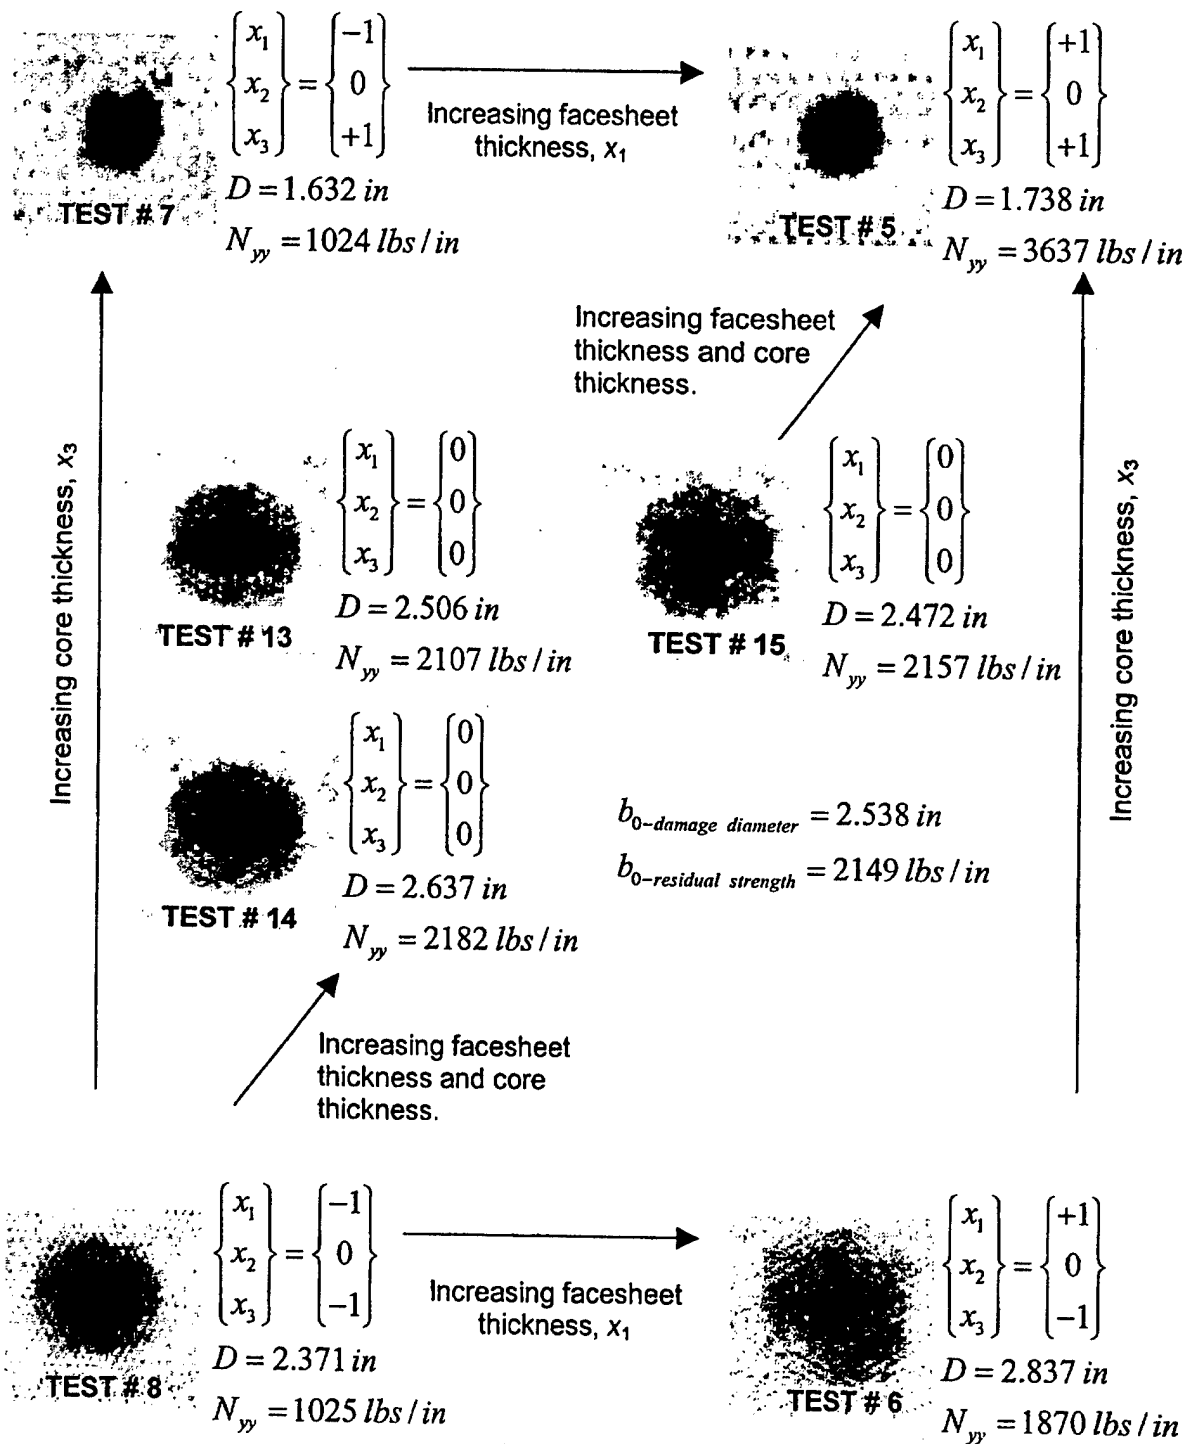 {x₁ x₂ x₃} = {−1 0 +1}
D = 1.632 in
TEST # 7
N_yy = 1024 lbs / in
Increasing facesheet
thickness, x₁
{x₁ x₂ x₃} = {+1 0 +1}
D = 1.738 in
TEST # 5
N_yy = 3637 lbs / in
Increasing facesheet
thickness and core
thickness.
Increasing core thickness, x₃
{x₁ x₂ x₃} = {0 0 0}
D = 2.506 in
TEST # 13
N_yy = 2107 lbs / in
{x₁ x₂ x₃} = {0 0 0}
D = 2.472 in
TEST # 15
N_yy = 2157 lbs / in
Increasing core thickness, x₃
{x₁ x₂ x₃} = {0 0 0}
D = 2.637 in
TEST # 14
N_yy = 2182 lbs / in
b₀₋damage diameter = 2.538 in
b₀₋residual strength = 2149 lbs / in
Increasing facesheet
thickness and core
thickness.
{x₁ x₂ x₃} = {−1 0 −1}
D = 2.371 in
TEST # 8
N_yy = 1025 lbs / in
Increasing facesheet
thickness, x₁
{x₁ x₂ x₃} = {+1 0 −1}
D = 2.837 in
TEST # 6
N_yy = 1870 lbs / in